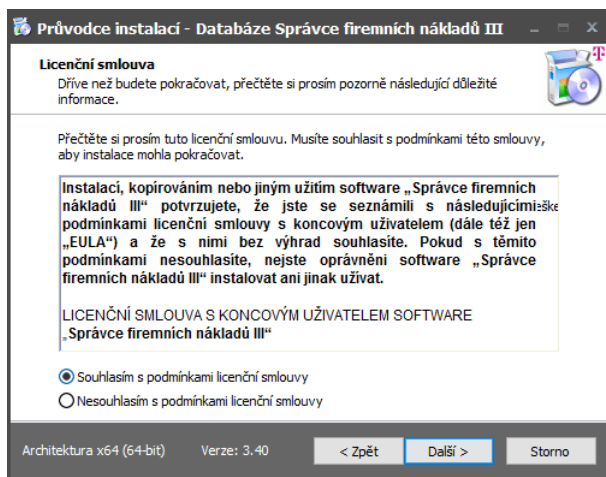 Průvodce instalací - Databáze Správce firemních nákladů III
Licenční smlouva
Dříve než budete pokračovat, přečtěte si prosím pozorně následující důležité
informace.
Přečtěte si prosím tuto licenční smlouvu. Musíte souhlasit s podmínkami této smlouvy,
aby instalace mohla pokračovat.
Instalací, kopírováním nebo jiným užitím software „Správce firemních
nákladů III“ potvrzujete, že jste se seznámili s následujícími
podmínkami licenční smlouvy s koncovým uživatelem (dále též jen
„EULA“) a že s nimi bez výhrad souhlasíte. Pokud s těmito
podmínkami nesouhlasíte, nejste oprávněni software „Správce
firemních nákladů III“ instalovat ani jinak užívat.
LICENČNÍ SMLOUVA S KONCOVÝM UŽIVATELEM SOFTWARE
„Správce firemních nákladů III“
Souhlasím s podmínkami licenční smlouvy
Nesouhlasím s podmínkami licenční smlouvy
Architektura x64 (64-bit) Verze: 3.40 < Zpět Další > Storno